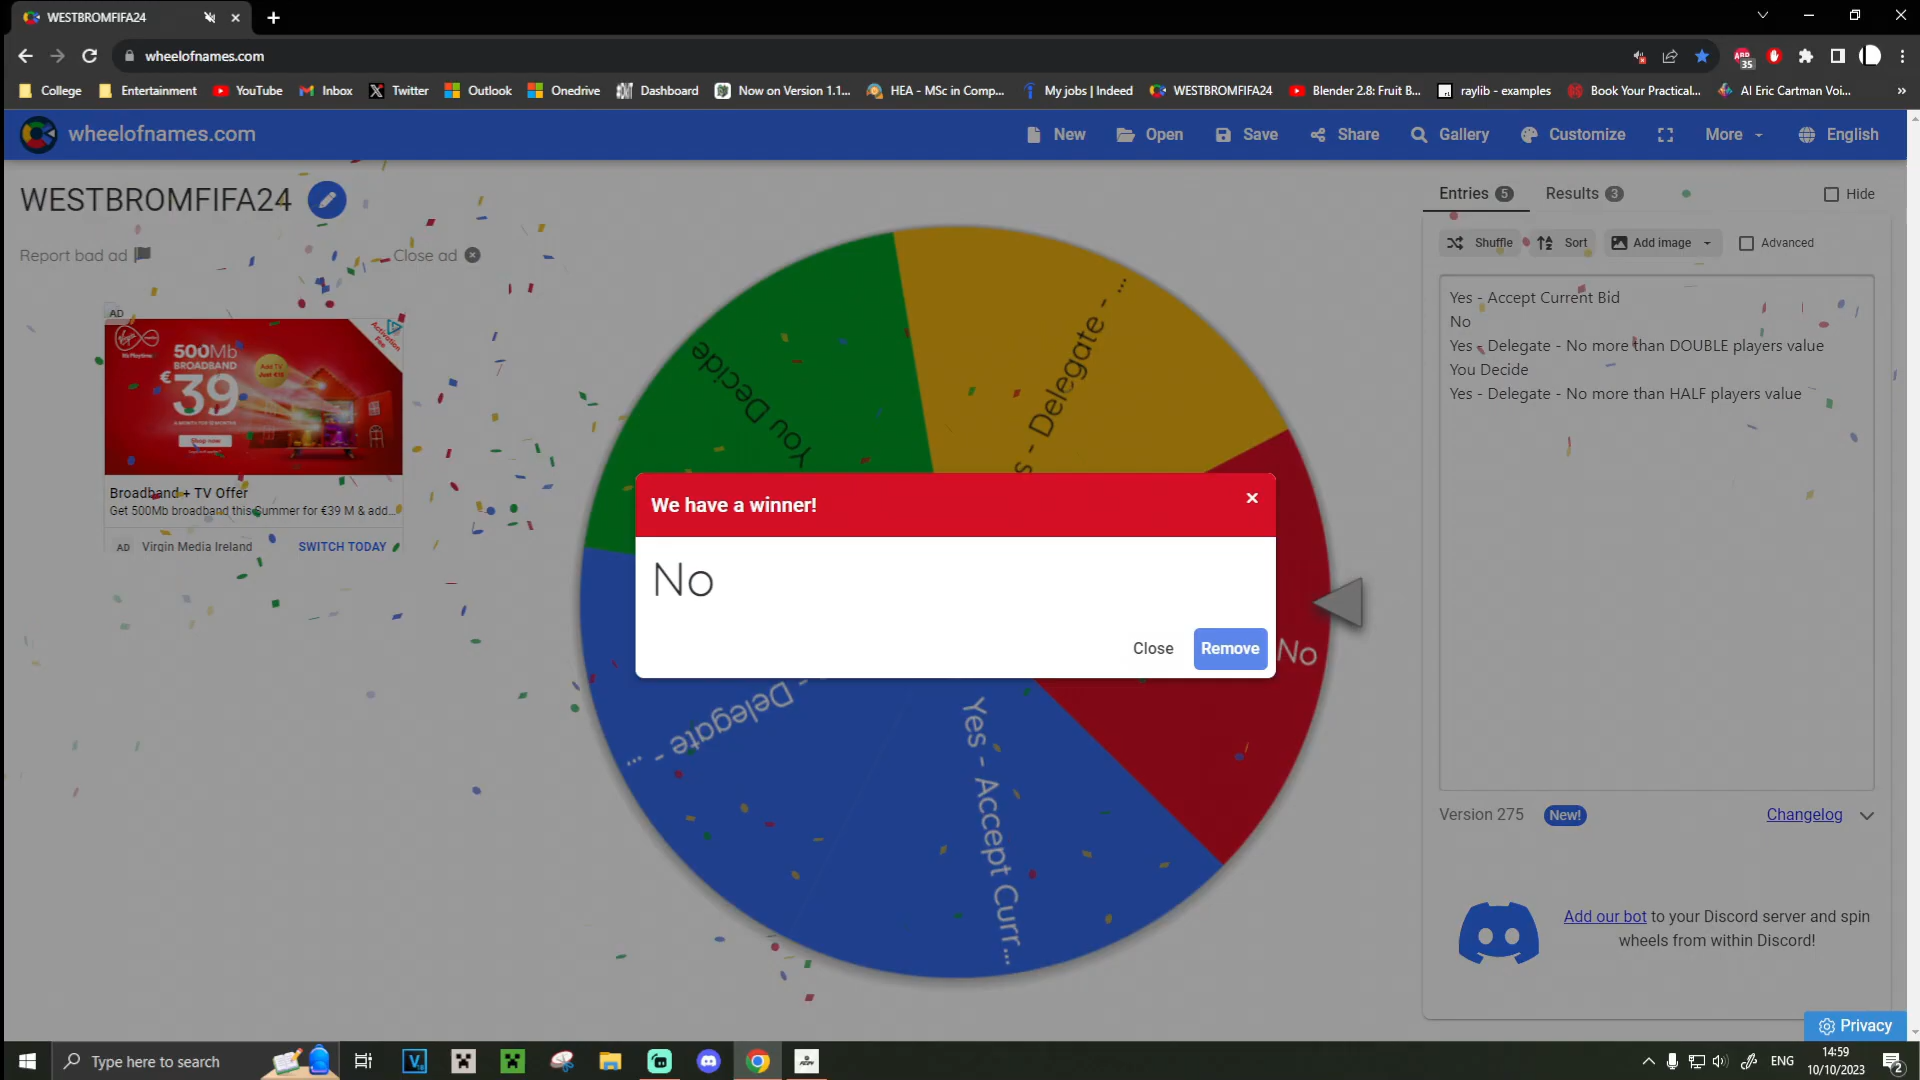 WESTBROMFIFA24
wheelofnames.com
ABP
35
College
Entertainment
YouTube
Inbox
Twitter
Outlook
Onedrive
Dashboard
Now on Version 1.1...
HEA - MSc in Comp...
My jobs | Indeed
WESTBROMFIFA24
Blender 2.8: Fruit B...
raylib - examples
Book Your Practical...
AI Eric Cartman Voi...
»
wheelofnames.com
New
Open
Save
Share
Gallery
Customize
More
English
WESTBROMFIFA24
Report bad ad
Close ad
AD
500Mb
BROADBAND
€39
Shop now
Activation
Fee
Broadband + TV Offer
Get 500Mb broadband this Summer for €39 M & add...
AD Virgin Media Ireland SWITCH TODAY
You Decide
s - Delegate - ...
No
Yes - Accept Curr...
- Delegate - ...
We have a winner!
No
Close
Remove
Entries 5
Results 3
Hide
Shuffle
Sort
Add image
Advanced
Yes - Accept Current Bid
No
Yes - Delegate - No more than DOUBLE players value
You Decide
Yes - Delegate - No more than HALF players value
Version 275
New!
Changelog
Add our bot to your Discord server and spin
wheels from within Discord!
Privacy
Type here to search
ENG
14:59
10/10/2023
2